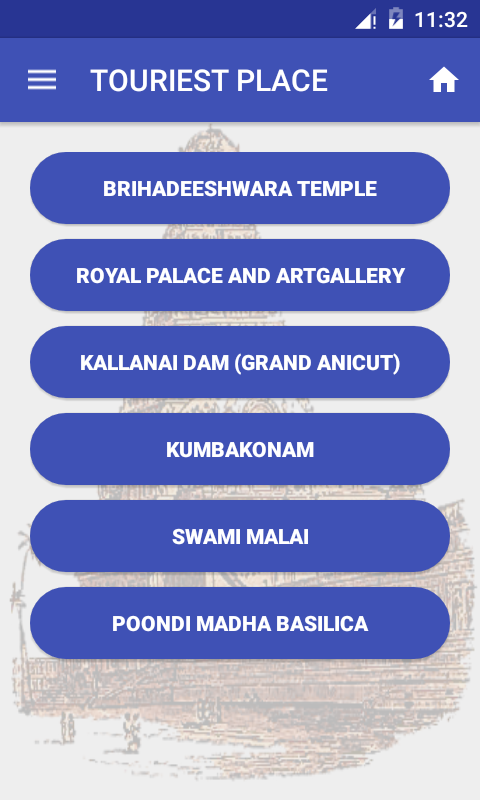 11:32
TOURIEST PLACE
BRIHADEESHWARA TEMPLE
ROYAL PALACE AND ARTGALLERY
KALLANAI DAM (GRAND ANICUT)
KUMBAKONAM
SWAMI MALAI
POONDI MADHA BASILICA